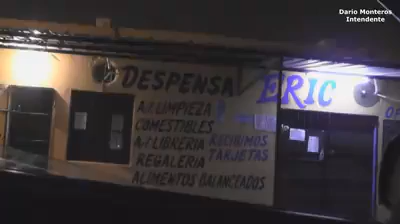 Dario Monteros
Intendente
DESPENSA ERIC
A. LIMPIEZA
COMESTIBLES
A. LIBRERIA
RECIBIMOS
TARJETAS
REGALERIA
ALIMENTOS BALANCEADOS